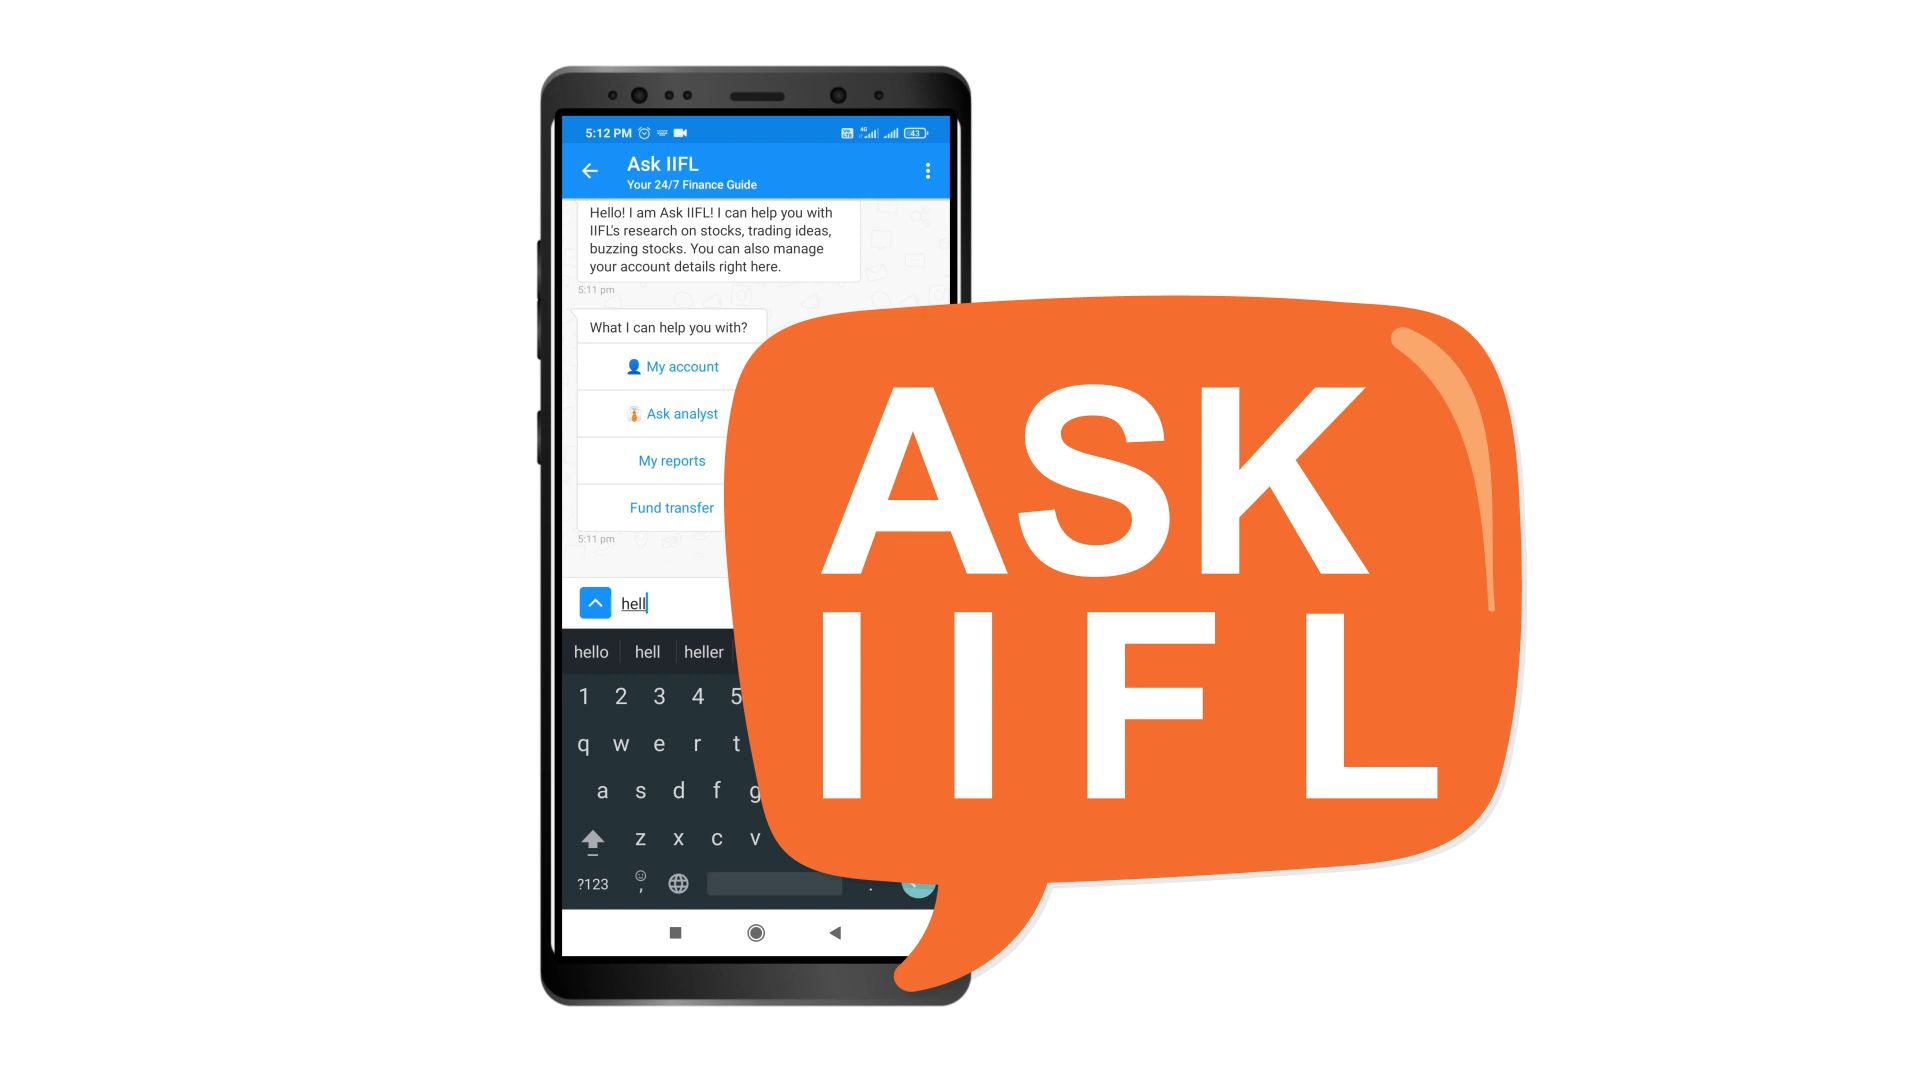 5:12 PM
4G
43
Ask IIFL
Your 24/7 Finance Guide
Hello! I am Ask IIFL! I can help you with
IIFL's research on stocks, trading ideas,
buzzing stocks. You can also manage
your account details right here.
5:11 pm
What I can help you with?
My account
Ask analyst
My reports
Fund transfer
5:11 pm
hell
hello hell heller
1 2 3 4 5
q w e r t
a s d f g
z x c v
?123 , .
ASK
IIFL